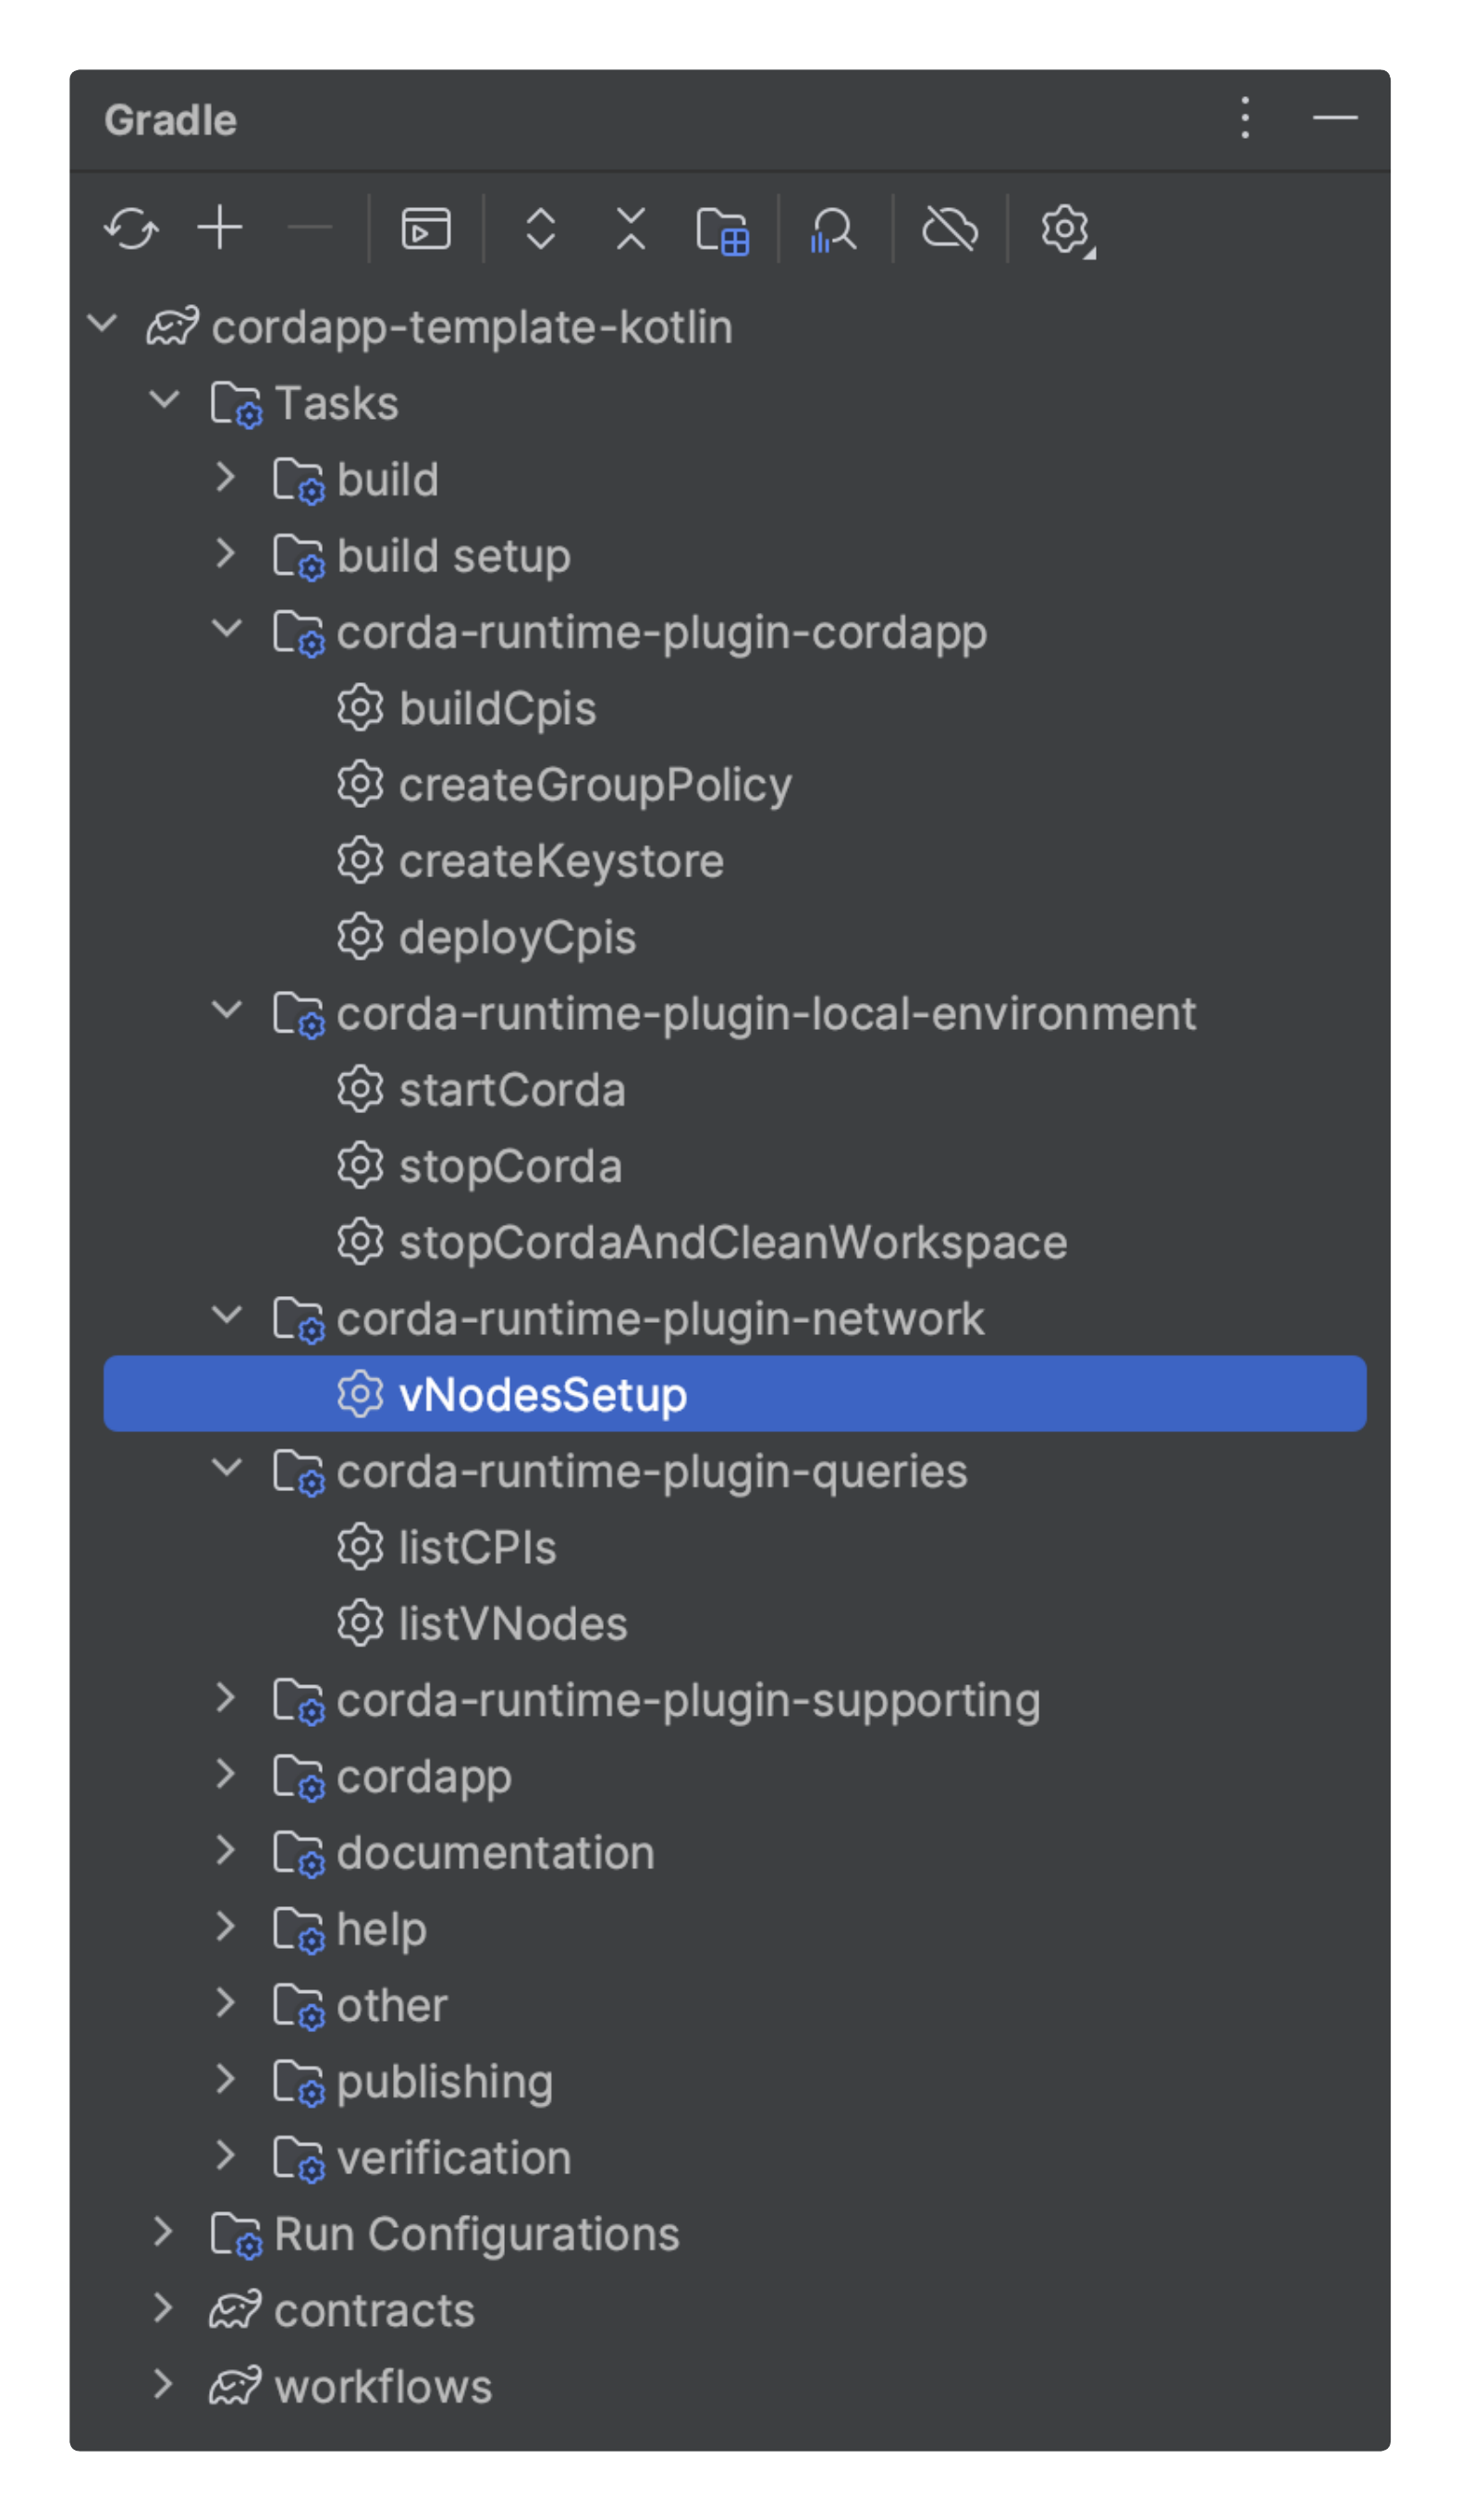 Gradle
cordapp-template-kotlin
Tasks
build
build setup
corda-runtime-plugin-cordapp
buildCpis
createGroupPolicy
createKeystore
deployCpis
corda-runtime-plugin-local-environment
startCorda
stopCorda
stopCordaAndCleanWorkspace
corda-runtime-plugin-network
vNodesSetup
corda-runtime-plugin-queries
listCPIs
listVNodes
corda-runtime-plugin-supporting
cordapp
documentation
help
other
publishing
verification
Run Configurations
contracts
workflows